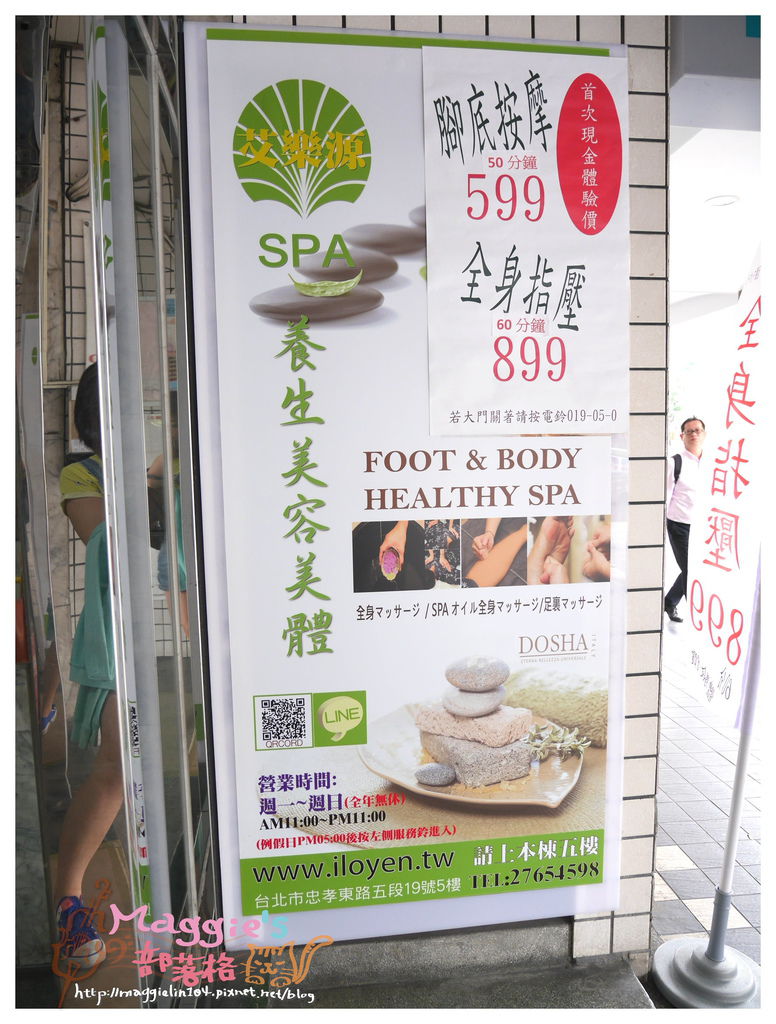 艾樂源
SPA
養生美容美體
首次現金體驗價
腳底按摩
50 分鐘
599
全身指壓
60 分鐘
899
若大門關著請按電鈴019-05-0
FOOT & BODY
HEALTHY SPA
全身マッサージ / SPA オイル全身マッサージ/足裏マッサージ
DOSHA ITALY
ETERNA BELLEZZA UNIVERSALE
LINE
QRCORD
營業時間:
週一~週日(全年無休)
AM11:00~PM11:00
(例假日PM05:00後按左側服務鈴進入)
www.iloyen.tw
請上本棟五樓
台北市忠孝東路五段19號5樓
TEL:27654598
全身指壓
899
Maggie's
部落格
http://maggielin104.pixnet.net/blog